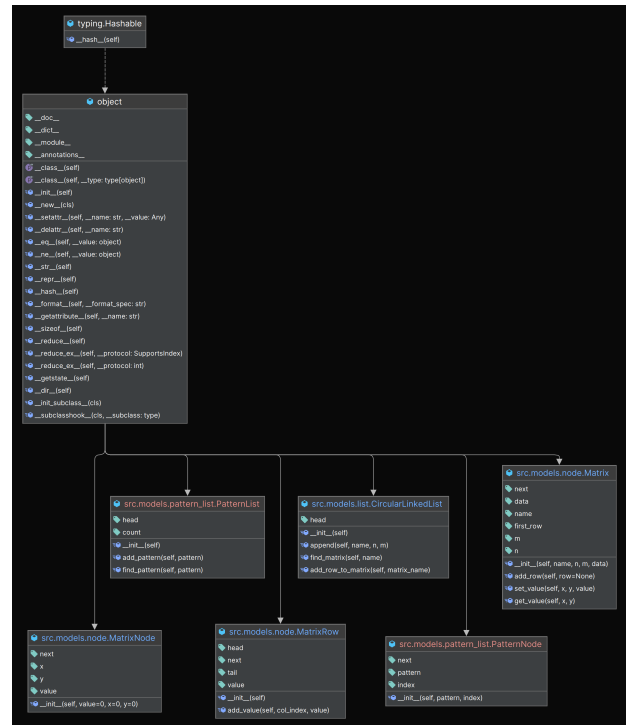 typing.Hashable
__hash__(self)
object
__doc__
__dict__
__module__
__annotations__
__class__(self)
__class__(self, __type: type[object])
__init__(self)
__new__(cls)
__setattr__(self, __name: str, __value: Any)
__delattr__(self, __name: str)
__eq__(self, __value: object)
__ne__(self, __value: object)
__str__(self)
__repr__(self)
__hash__(self)
__format__(self, __format_spec: str)
__getattribute__(self, __name: str)
__sizeof__(self)
__reduce__(self)
__reduce_ex__(self, __protocol: SupportsIndex)
__reduce_ex__(self, __protocol: int)
__getstate__(self)
__dir__(self)
__init_subclass__(cls)
__subclasshook__(cls, __subclass: type)
src.models.pattern_list.PatternList
head
count
__init__(self)
add_pattern(self, pattern)
find_pattern(self, pattern)
src.models.list.CircularLinkedList
head
__init__(self)
append(self, name, n, m)
find_matrix(self, name)
add_row_to_matrix(self, matrix_name)
src.models.node.Matrix
next
data
name
first_row
m
n
__init__(self, name, n, m, data)
add_row(self, row=None)
set_value(self, x, y, value)
get_value(self, x, y)
src.models.node.MatrixNode
next
x
y
value
__init__(self, value=0, x=0, y=0)
src.models.node.MatrixRow
head
next
tail
value
__init__(self)
add_value(self, col_index, value)
src.models.pattern_list.PatternNode
next
pattern
index
__init__(self, pattern, index)